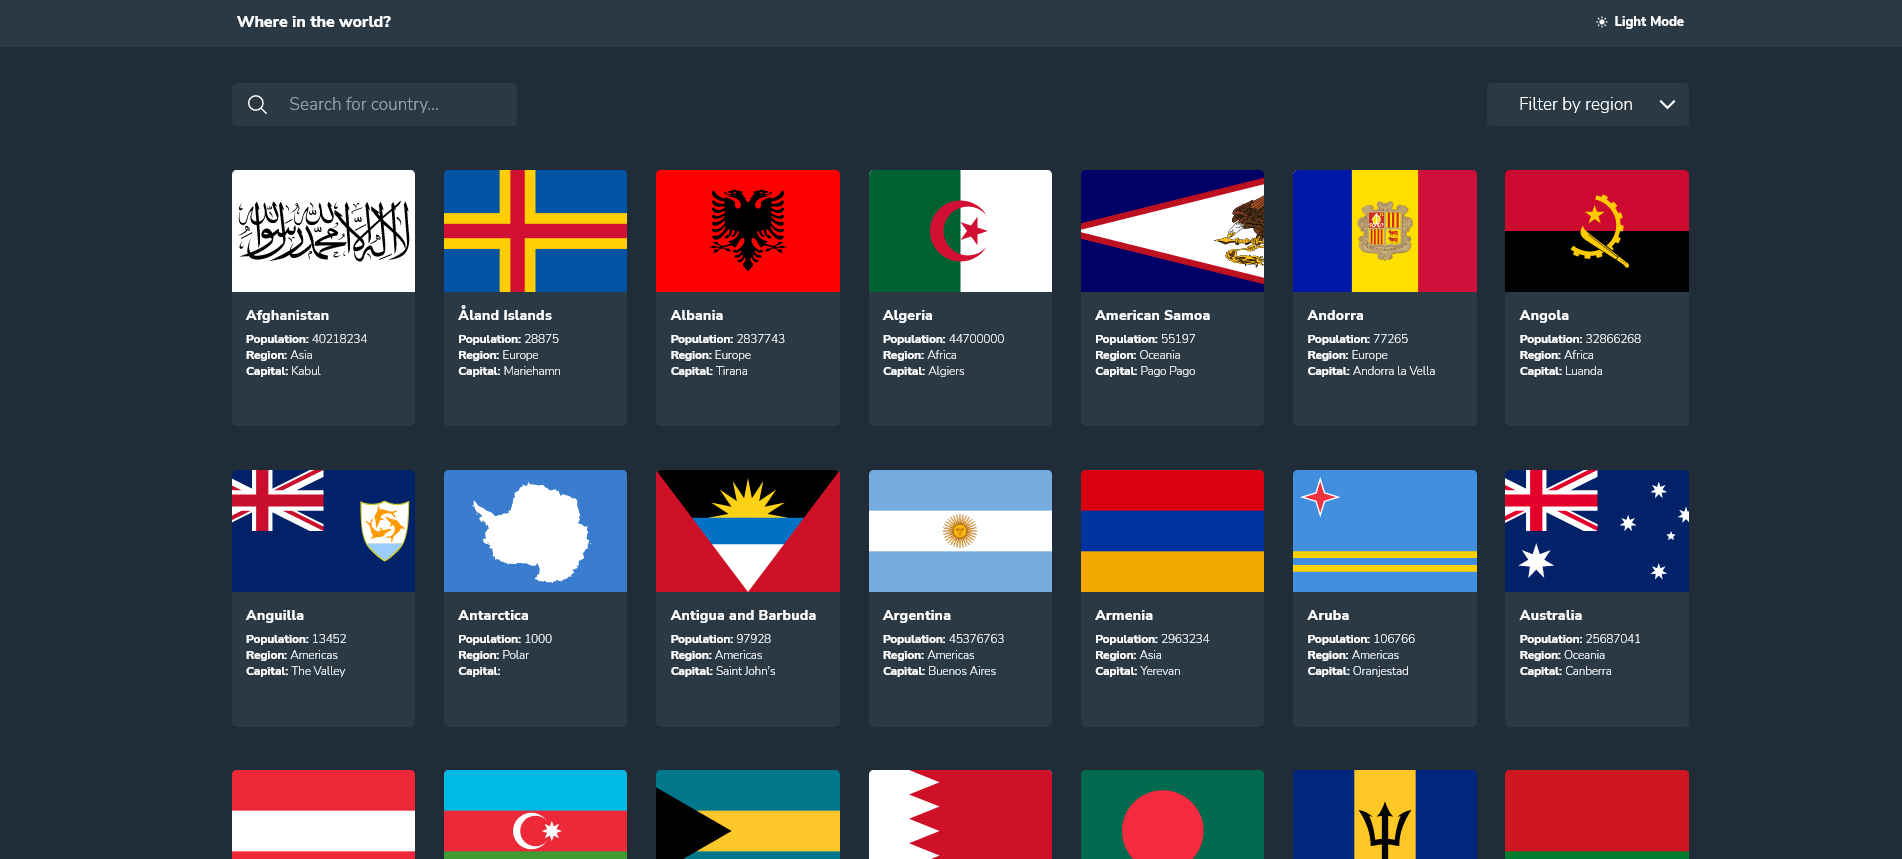 Where in the world?
Light Mode
Search for country...
Filter by region
لا إله إلا الله محمد رسول الله
Afghanistan
Population: 40218234
Region: Asia
Capital: Kabul
Åland Islands
Population: 28875
Region: Europe
Capital: Mariehamn
Albania
Population: 2837743
Region: Europe
Capital: Tirana
Algeria
Population: 44700000
Region: Africa
Capital: Algiers
American Samoa
Population: 55197
Region: Oceania
Capital: Pago Pago
Andorra
Population: 77265
Region: Europe
Capital: Andorra la Vella
Angola
Population: 32866268
Region: Africa
Capital: Luanda
Anguilla
Population: 13452
Region: Americas
Capital: The Valley
Antarctica
Population: 1000
Region: Polar
Capital:
Antigua and Barbuda
Population: 97928
Region: Americas
Capital: Saint John's
Argentina
Population: 45376763
Region: Americas
Capital: Buenos Aires
Armenia
Population: 2963234
Region: Asia
Capital: Yerevan
Aruba
Population: 106766
Region: Americas
Capital: Oranjestad
Australia
Population: 25687041
Region: Oceania
Capital: Canberra